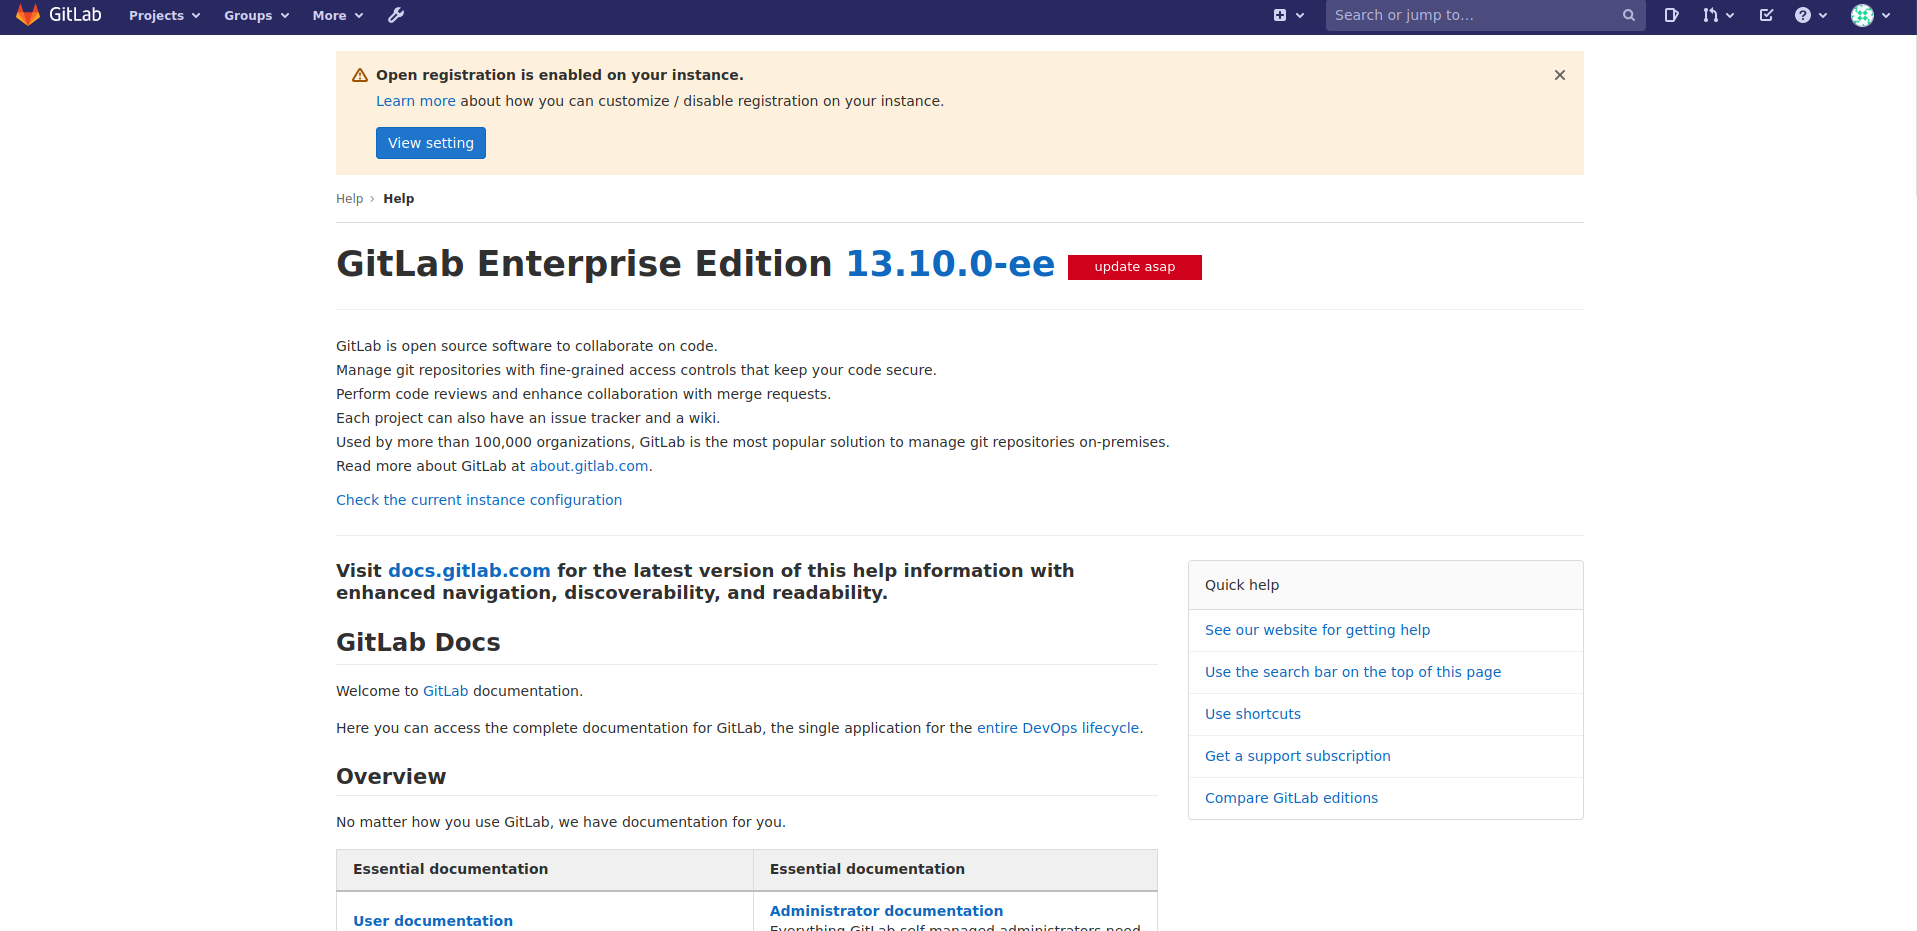 GitLab Projects Groups More Search or jump to...
Open registration is enabled on your instance.
Learn more about how you can customize / disable registration on your instance.
View setting
Help › Help
GitLab Enterprise Edition 13.10.0-ee update asap
GitLab is open source software to collaborate on code.
Manage git repositories with fine-grained access controls that keep your code secure.
Perform code reviews and enhance collaboration with merge requests.
Each project can also have an issue tracker and a wiki.
Used by more than 100,000 organizations, GitLab is the most popular solution to manage git repositories on-premises.
Read more about GitLab at about.gitlab.com.
Check the current instance configuration
Visit docs.gitlab.com for the latest version of this help information with
enhanced navigation, discoverability, and readability.
GitLab Docs
Welcome to GitLab documentation.
Here you can access the complete documentation for GitLab, the single application for the entire DevOps lifecycle.
Overview
No matter how you use GitLab, we have documentation for you.
Essential documentation Essential documentation
User documentation
Administrator documentation
Everything GitLab self-managed administrators need
Quick help
See our website for getting help
Use the search bar on the top of this page
Use shortcuts
Get a support subscription
Compare GitLab editions